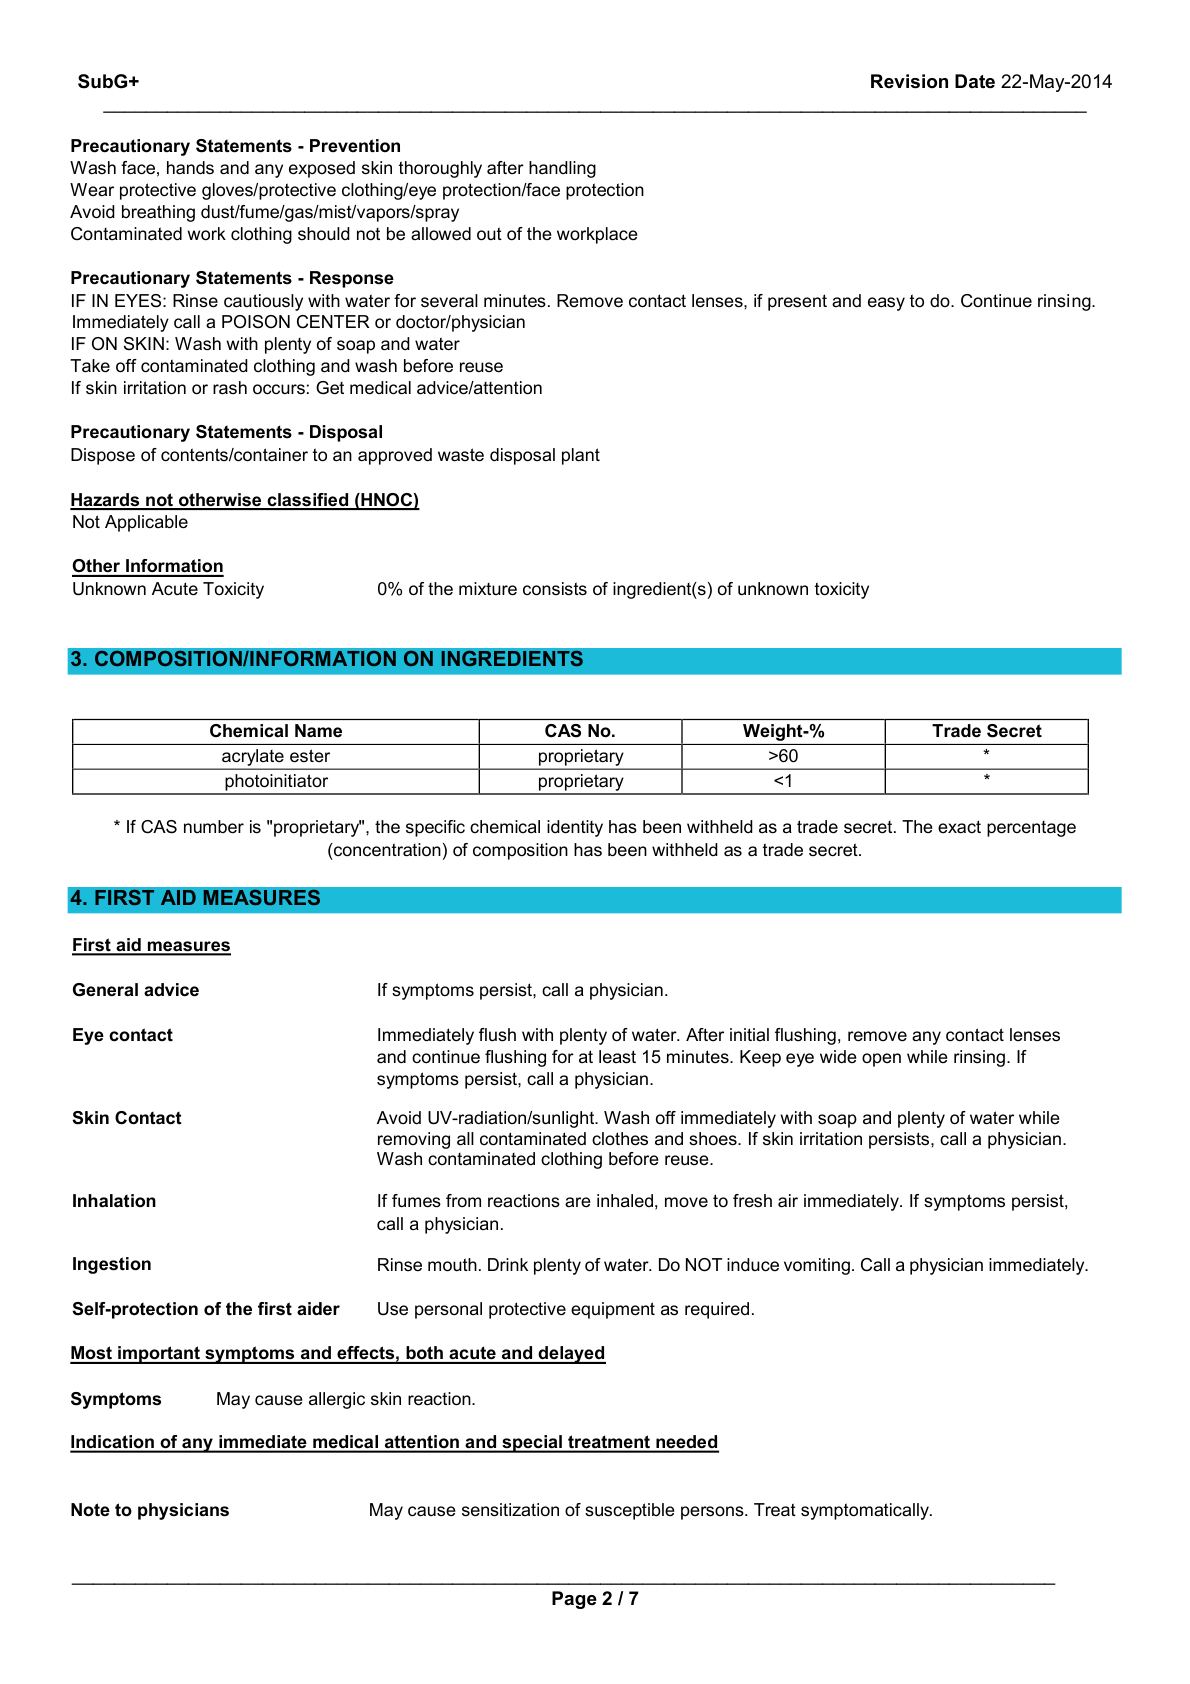 SubG+ Revision Date 22-May-2014
Precautionary Statements - Prevention
Wash face, hands and any exposed skin thoroughly after handling
Wear protective gloves/protective clothing/eye protection/face protection
Avoid breathing dust/fume/gas/mist/vapors/spray
Contaminated work clothing should not be allowed out of the workplace
Precautionary Statements - Response
IF IN EYES: Rinse cautiously with water for several minutes. Remove contact lenses, if present and easy to do. Continue rinsing.
Immediately call a POISON CENTER or doctor/physician
IF ON SKIN: Wash with plenty of soap and water
Take off contaminated clothing and wash before reuse
If skin irritation or rash occurs: Get medical advice/attention
Precautionary Statements - Disposal
Dispose of contents/container to an approved waste disposal plant
Hazards not otherwise classified (HNOC)
Not Applicable
Other Information
Unknown Acute Toxicity 0% of the mixture consists of ingredient(s) of unknown toxicity
3. COMPOSITION/INFORMATION ON INGREDIENTS
Chemical Name CAS No. Weight-% Trade Secret
acrylate ester proprietary >60 *
photoinitiator proprietary <1 *
* If CAS number is "proprietary", the specific chemical identity has been withheld as a trade secret. The exact percentage
(concentration) of composition has been withheld as a trade secret.
4. FIRST AID MEASURES
First aid measures
General advice If symptoms persist, call a physician.
Eye contact Immediately flush with plenty of water. After initial flushing, remove any contact lenses
and continue flushing for at least 15 minutes. Keep eye wide open while rinsing. If
symptoms persist, call a physician.
Skin Contact Avoid UV-radiation/sunlight. Wash off immediately with soap and plenty of water while
removing all contaminated clothes and shoes. If skin irritation persists, call a physician.
Wash contaminated clothing before reuse.
Inhalation If fumes from reactions are inhaled, move to fresh air immediately. If symptoms persist,
call a physician.
Ingestion Rinse mouth. Drink plenty of water. Do NOT induce vomiting. Call a physician immediately.
Self-protection of the first aider Use personal protective equipment as required.
Most important symptoms and effects, both acute and delayed
Symptoms May cause allergic skin reaction.
Indication of any immediate medical attention and special treatment needed
Note to physicians May cause sensitization of susceptible persons. Treat symptomatically.
Page 2 / 7